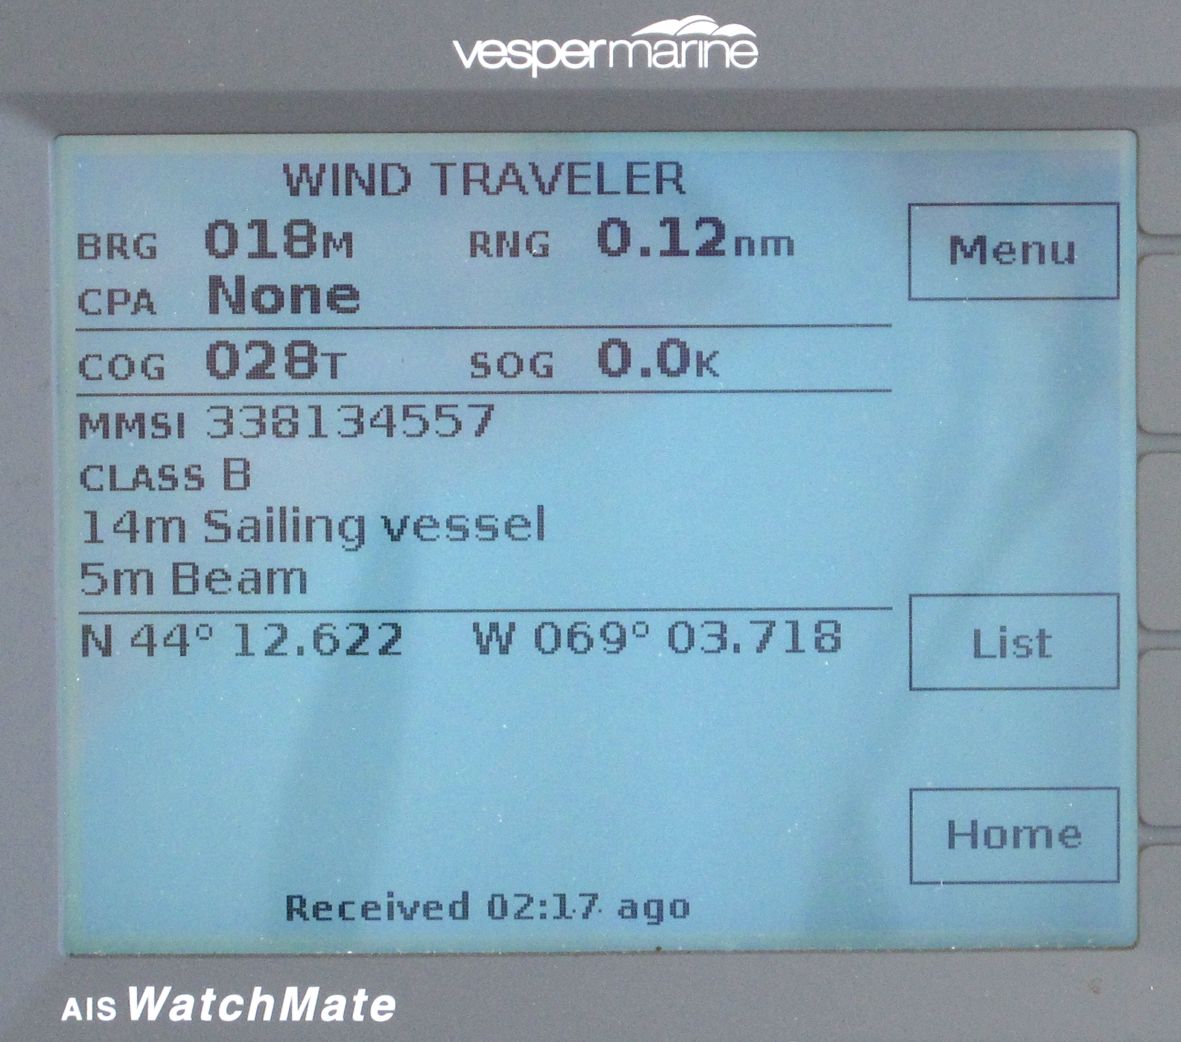 vespermarine
WIND TRAVELER
BRG 018M RNG 0.12nm
CPA None
COG 028T SOG 0.0K
MMSI 338134557
CLASS B
14m Sailing vessel
5m Beam
N 44° 12.622 W 069° 03.718
Received 02:17 ago
Menu
List
Home
AIS WatchMate